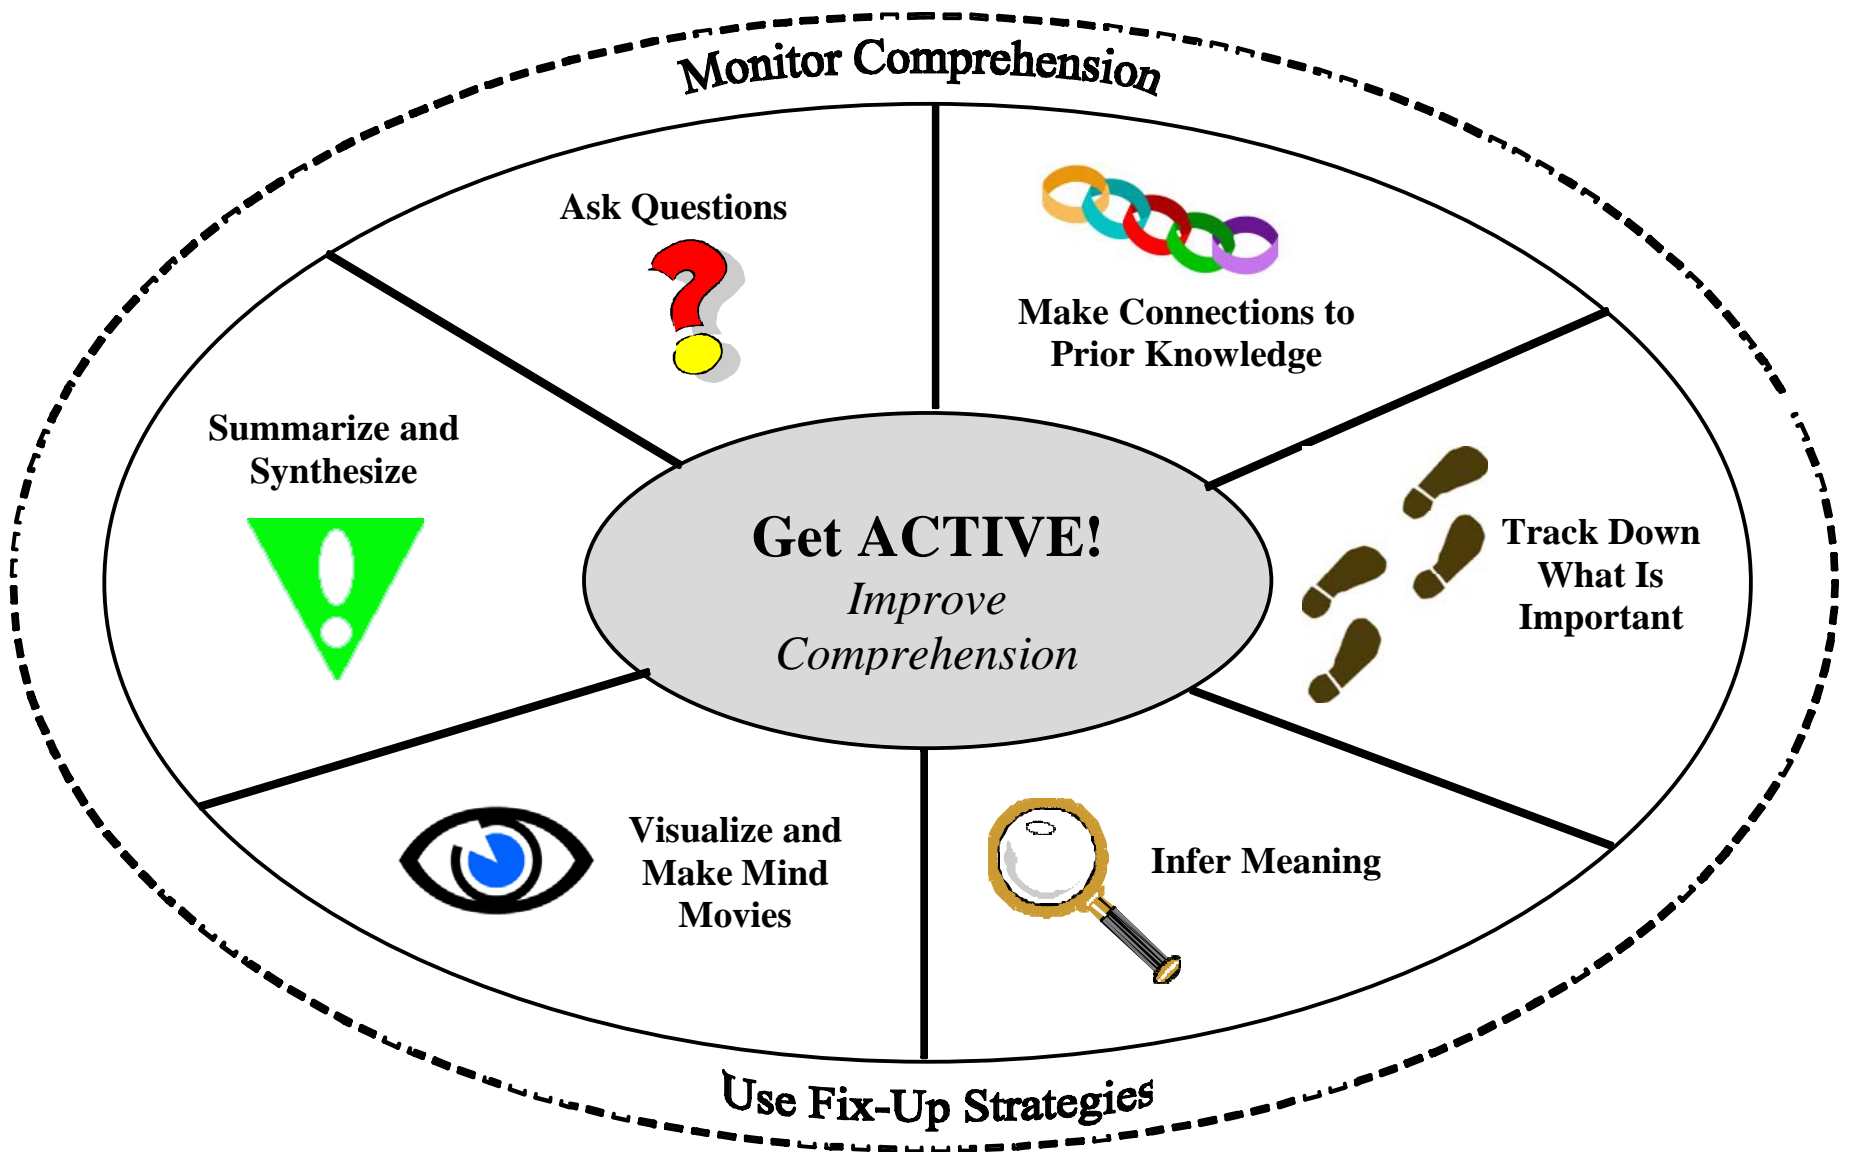 Monitor Comprehension
Ask Questions
Make Connections to
Prior Knowledge
Summarize and
Synthesize
Get ACTIVE!
Improve
Comprehension
Track Down
What Is
Important
Visualize and
Make Mind
Movies
Infer Meaning
Use Fix-Up Strategies